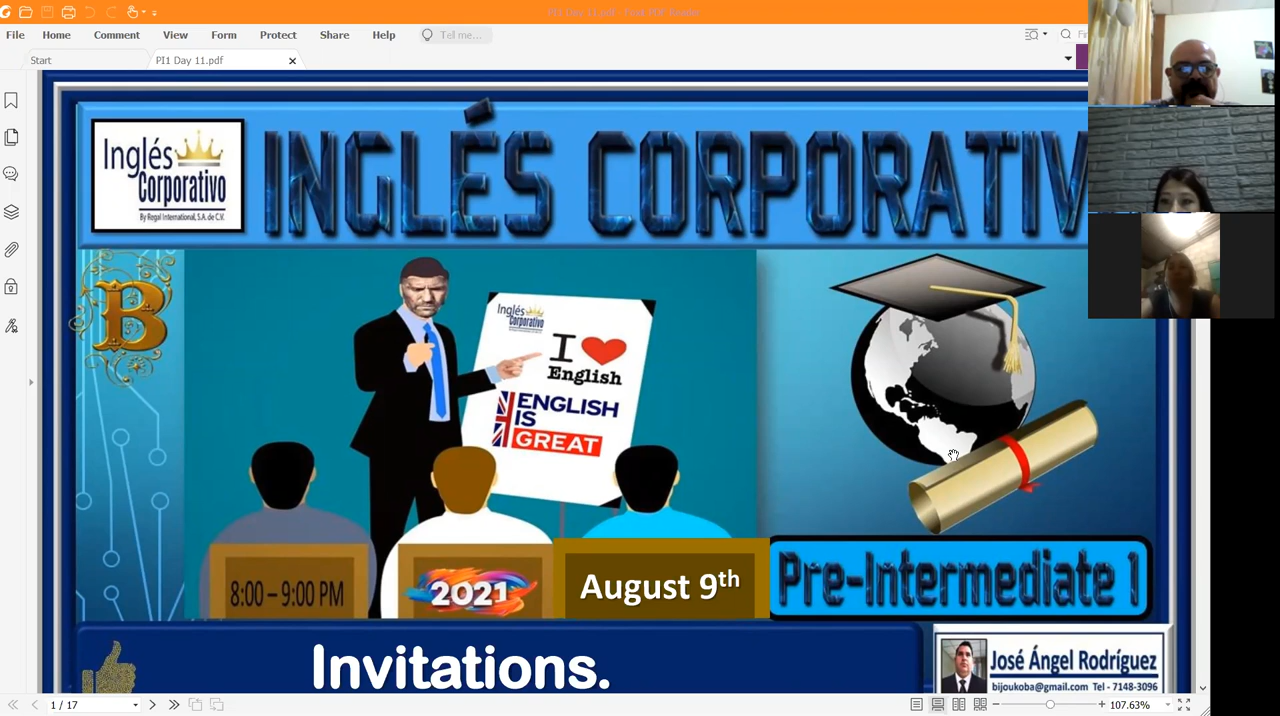 PI1 Day 11.pdf - Foxit PDF Reader
File Home Comment View Form Protect Share Help Tell me... Fi
Start PI1 Day 11.pdf
Inglés
Corporativo
By Regal International, S.A. de C.V.
INGLÉS CORPORATIV
B
Inglés
Corporativo
I
English
ENGLISH
IS
GREAT
8:00 – 9:00 PM
2021
August 9th
Pre-Intermediate 1
Invitations.
José Ángel Rodríguez
bijoukoba@gmail.com Tel - 7148-3096
1 / 17
107.63%